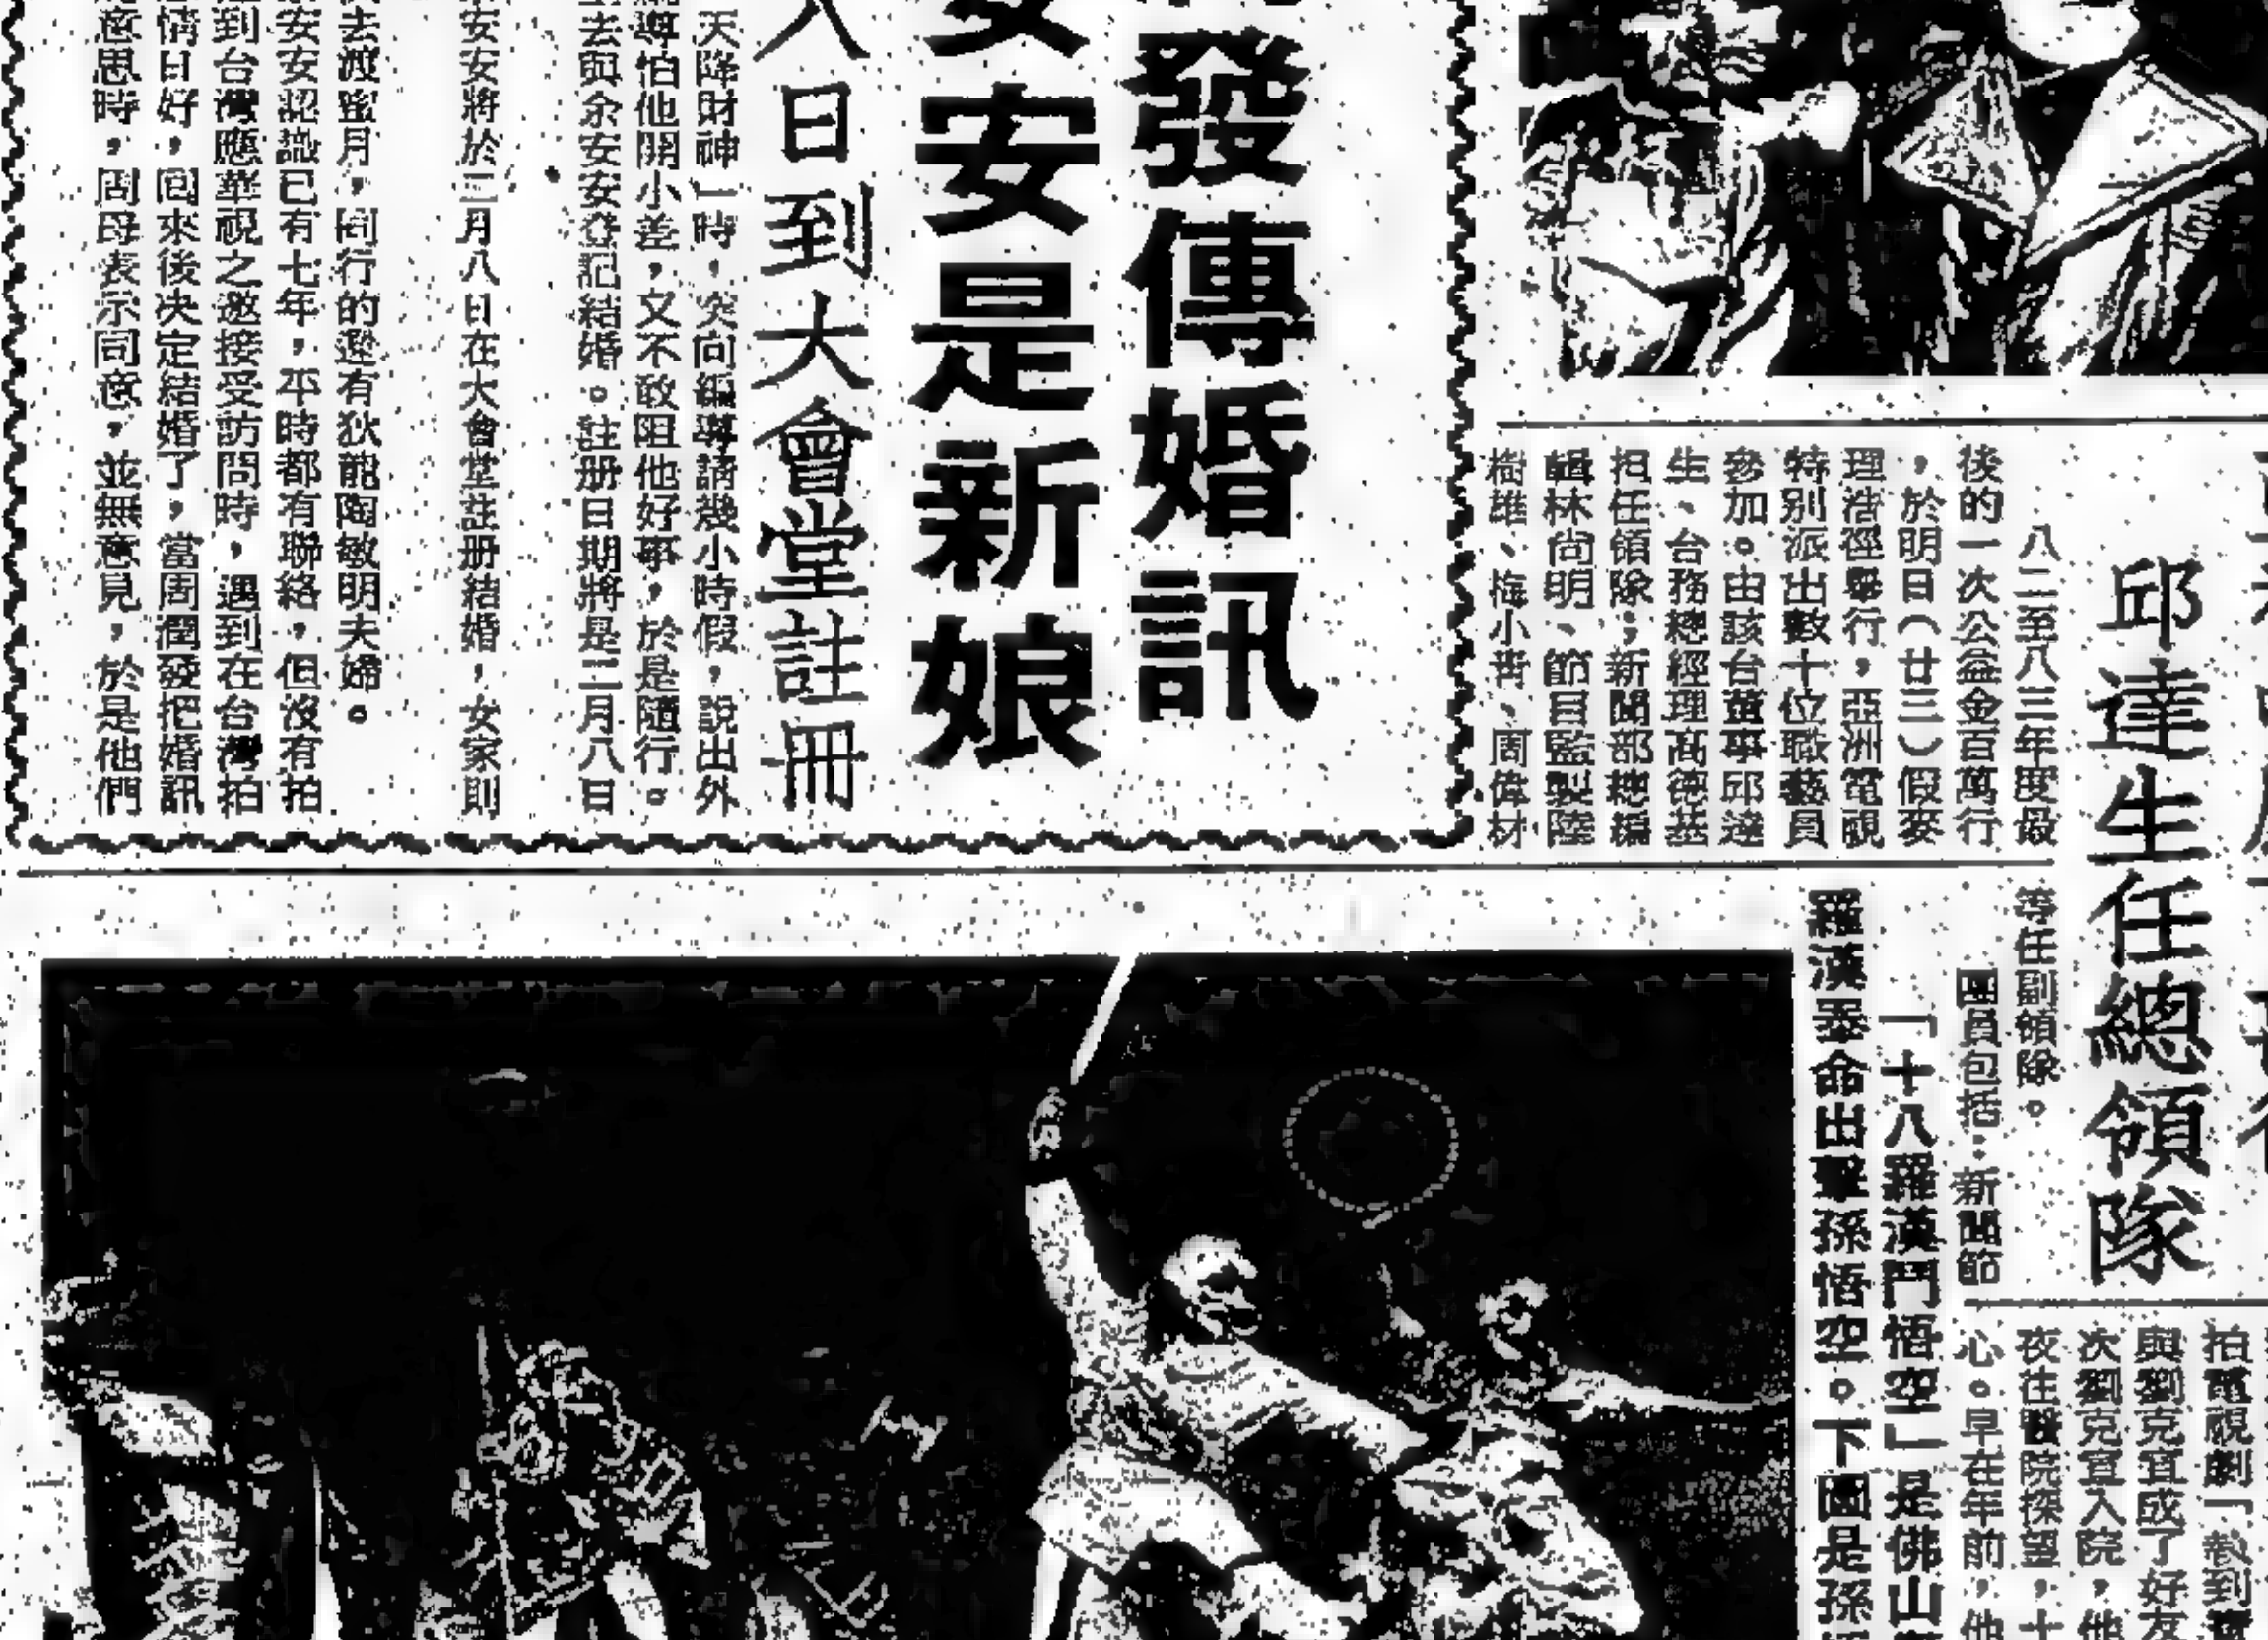 發傳婚訊
安安是新娘
八日到大會堂註冊
天降財神」時，突向編導請幾小時假，說出外
導怕他開小差，又不敢阻他好事，於是隨行。
去與余安安登記結婚。註册日期將是二月八日
安安將於二月八日在大會堂註册結婚，女家則
去渡蜜月，同行的還有狄龍陶敏明夫婦。
安安認識已有七年，平時都有聯絡，但沒有拍
到台灣應華視之邀接受訪問時，遇到在台灣拍
情日好，回來後決定結婚了，當周潤發把婚訊
意思時，周母表示同意，並無意見，於是他們
邱達生任總領隊
八二至八三年度最
後的一次公益金百萬行
，於明日（廿三）假麥
理浩徑舉行，亞洲電視
特別派出數十位職藝員
參加。由該台董事邱達
生、台務總經理高德基
担任領隊；新聞部總編
輯林尚明、節目監製陸
樹雄、梅小青、周偉材
等任副領隊。
團員包括：新聞節
「十八羅漢鬥悟空」是佛山
羅漢奉命出擊孫悟空。下圖是孫
拍電視劇「
與劉克宣成了好友
次劉克宣入院，他
夜往醫院探望，十
心。早在年前，他